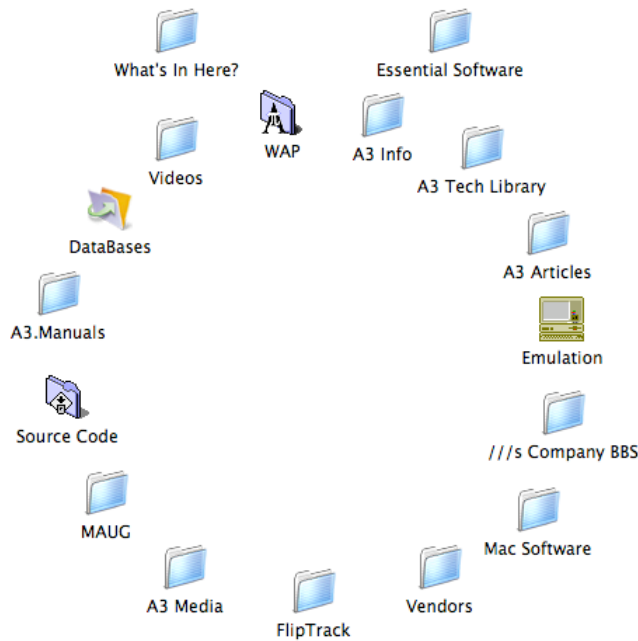 What's In Here?
Essential Software
WAP
A3 Info
Videos
A3 Tech Library
DataBases
A3 Articles
A3.Manuals
Emulation
Source Code
///s Company BBS
MAUG
Mac Software
A3 Media
Vendors
FlipTrack